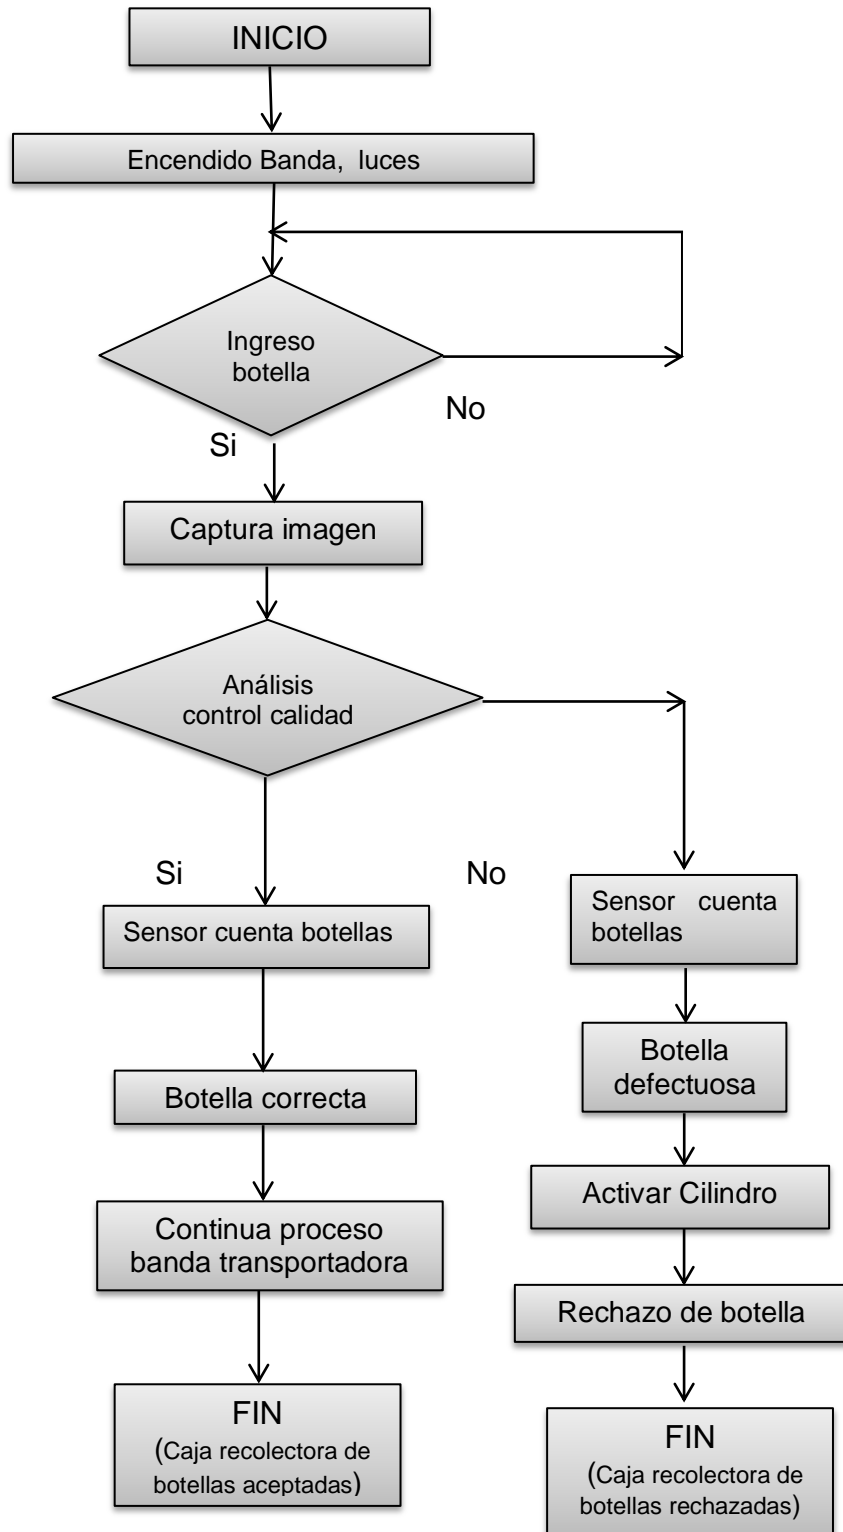 INICIO
Encendido Banda, luces
Ingreso
botella
No
Si
Captura imagen
Análisis
control calidad
Si
No
Sensor cuenta botellas
Sensor cuenta
botellas
Botella correcta
Botella
defectuosa
Continua proceso
banda transportadora
Activar Cilindro
Rechazo de botella
FIN
(Caja recolectora de
botellas aceptadas)
FIN
(Caja recolectora de
botellas rechazadas)